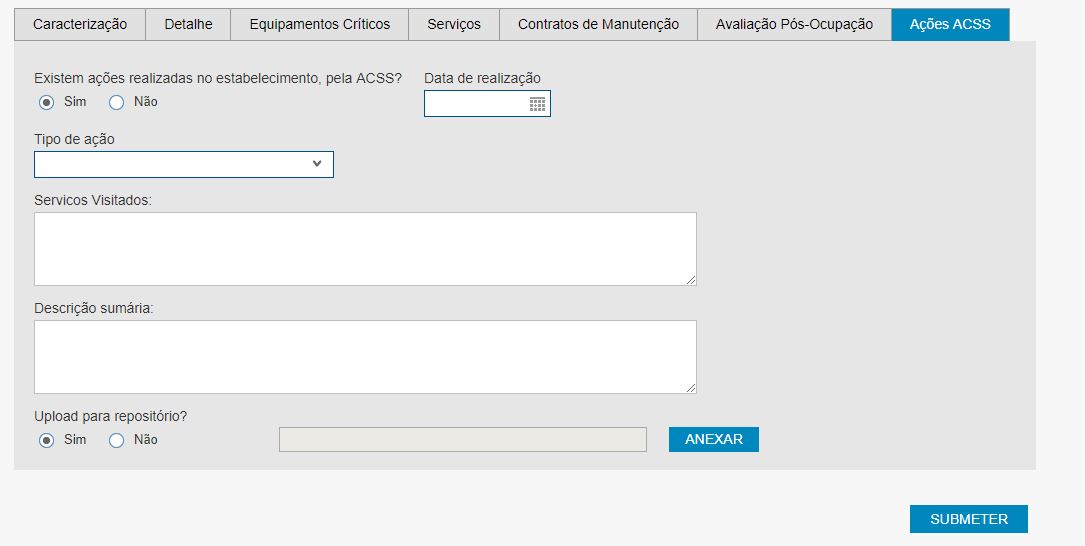 Caracterização Detalhe Equipamentos Críticos Serviços Contratos de Manutenção Avaliação Pós-Ocupação Ações ACSS
Existem ações realizadas no estabelecimento, pela ACSS? Data de realização
Sim Não
Tipo de ação
Servicos Visitados:
Descrição sumária:
Upload para repositório?
Sim Não ANEXAR
SUBMETER